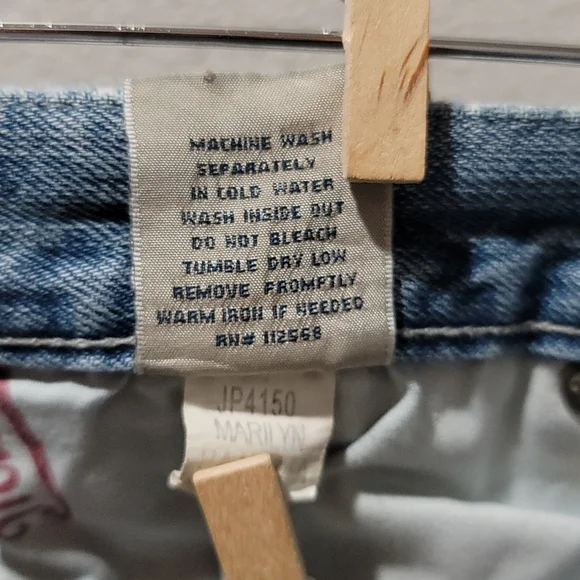 MACHINE WASH
SEPARATELY
IN COLD WATER
WASH INSIDE OUT
DO NOT BLEACH
TUMBLE DRY LOW
REMOVE PROMPTLY
WARM IRON IF NEEDED
RN# 112568
JP4150
MARILYN